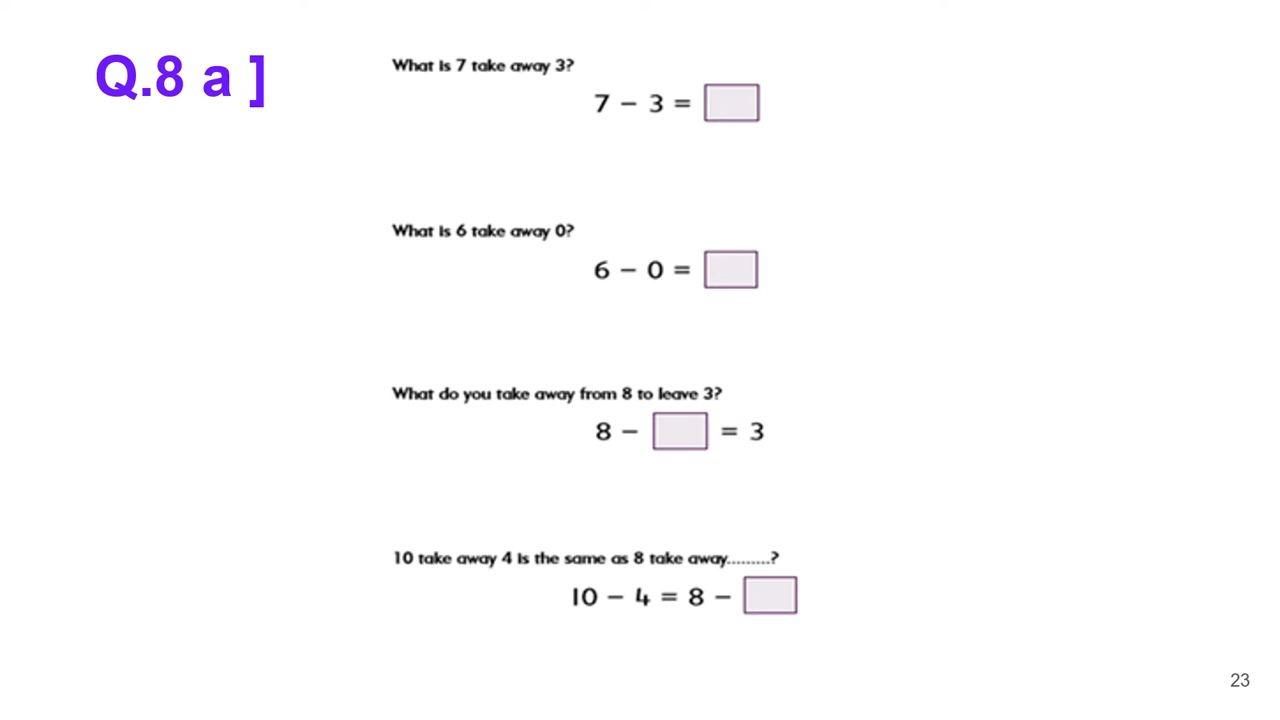 Q.8 a ]
What is 7 take away 3?
7 − 3 =
What is 6 take away 0?
6 − 0 =
What do you take away from 8 to leave 3?
8 − = 3
10 take away 4 is the same as 8 take away.........?
10 − 4 = 8 −
23